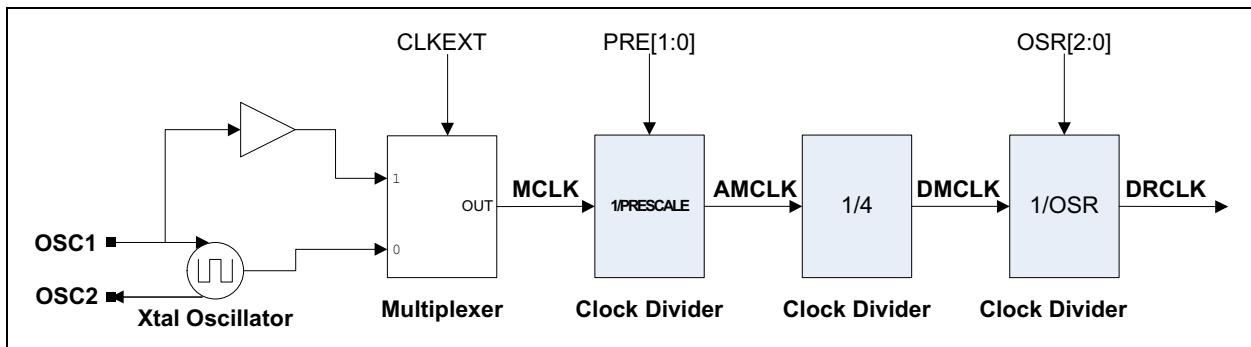 CLKEXT
PRE[1:0]
OSR[2:0]
1
0
OUT
MCLK
1/PRESCALE
AMCLK
1/4
DMCLK
1/OSR
DRCLK
OSC1
OSC2
Xtal Oscillator
Multiplexer
Clock Divider
Clock Divider
Clock Divider